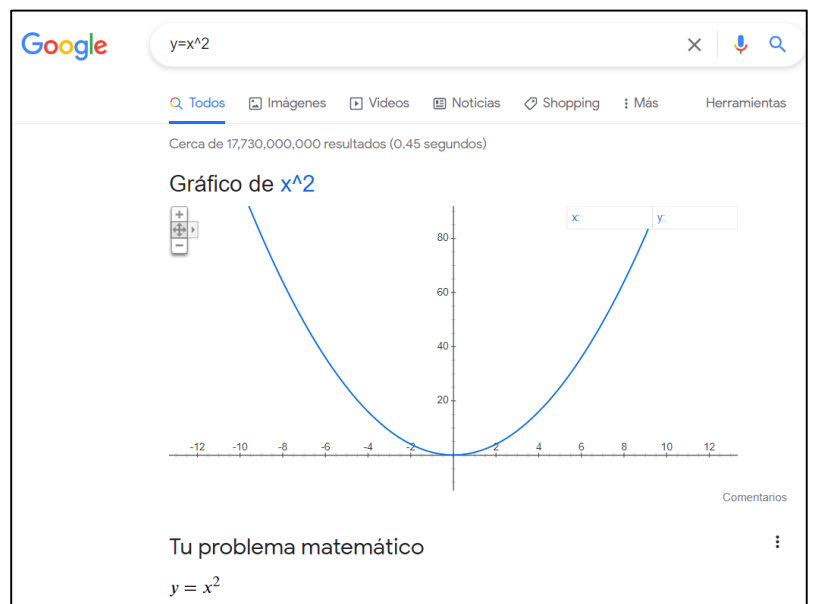 Google y=x^2
Todos Imágenes Videos Noticias Shopping Más Herramientas
Cerca de 17,730,000,000 resultados (0.45 segundos)
Gráfico de x^2
x: y:
80
60
40
20
-12 -10 -8 -6 -4 -2 2 4 6 8 10 12
Comentarios
Tu problema matemático
y = x²